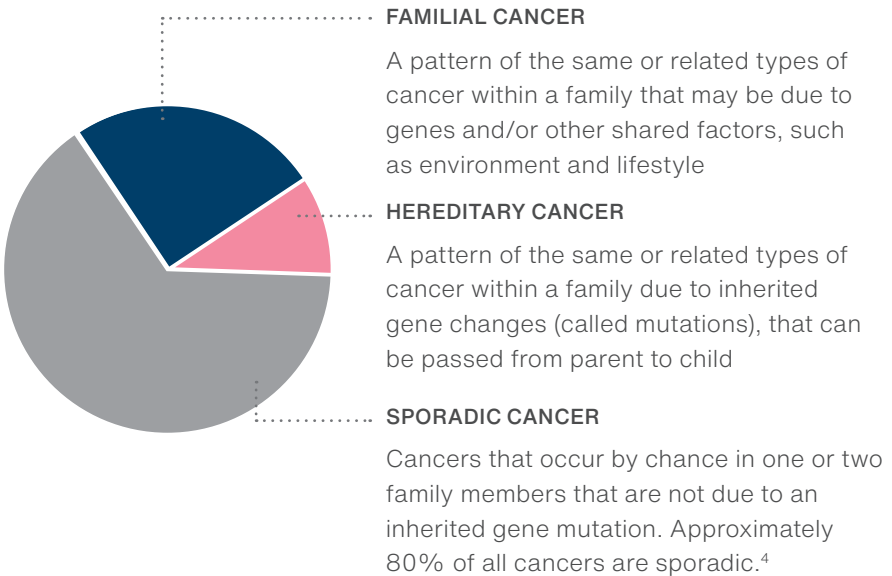 FAMILIAL CANCER
A pattern of the same or related types of
cancer within a family that may be due to
genes and/or other shared factors, such
as environment and lifestyle
HEREDITARY CANCER
A pattern of the same or related types of
cancer within a family due to inherited
gene changes (called mutations), that can
be passed from parent to child
SPORADIC CANCER
Cancers that occur by chance in one or two
family members that are not due to an
inherited gene mutation. Approximately
80% of all cancers are sporadic.⁴